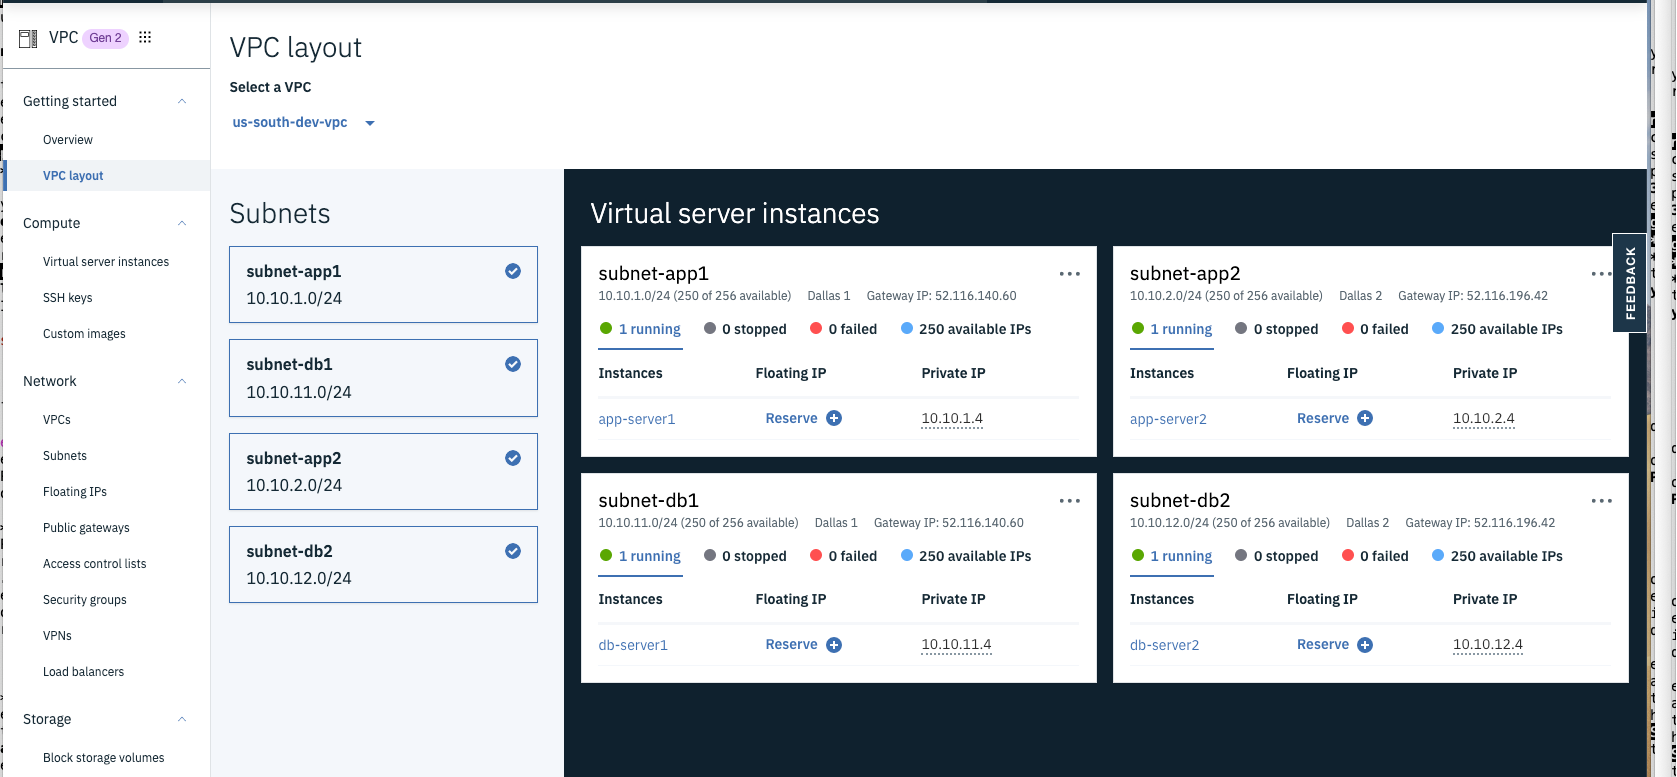 VPC Gen 2
Getting started
Overview
VPC layout
Compute
Virtual server instances
SSH keys
Custom images
Network
VPCs
Subnets
Floating IPs
Public gateways
Access control lists
Security groups
VPNs
Load balancers
Storage
Block storage volumes
VPC layout
Select a VPC
us-south-dev-vpc
Subnets
subnet-app1
10.10.1.0/24
subnet-db1
10.10.11.0/24
subnet-app2
10.10.2.0/24
subnet-db2
10.10.12.0/24
Virtual server instances
subnet-app1
10.10.1.0/24 (250 of 256 available) Dallas 1 Gateway IP: 52.116.140.60
1 running 0 stopped 0 failed 250 available IPs
Instances Floating IP Private IP
app-server1 Reserve 10.10.1.4
subnet-app2
10.10.2.0/24 (250 of 256 available) Dallas 2 Gateway IP: 52.116.196.42
1 running 0 stopped 0 failed 250 available IPs
Instances Floating IP Private IP
app-server2 Reserve 10.10.2.4
subnet-db1
10.10.11.0/24 (250 of 256 available) Dallas 1 Gateway IP: 52.116.140.60
1 running 0 stopped 0 failed 250 available IPs
Instances Floating IP Private IP
db-server1 Reserve 10.10.11.4
subnet-db2
10.10.12.0/24 (250 of 256 available) Dallas 2 Gateway IP: 52.116.196.42
1 running 0 stopped 0 failed 250 available IPs
Instances Floating IP Private IP
db-server2 Reserve 10.10.12.4
FEEDBACK